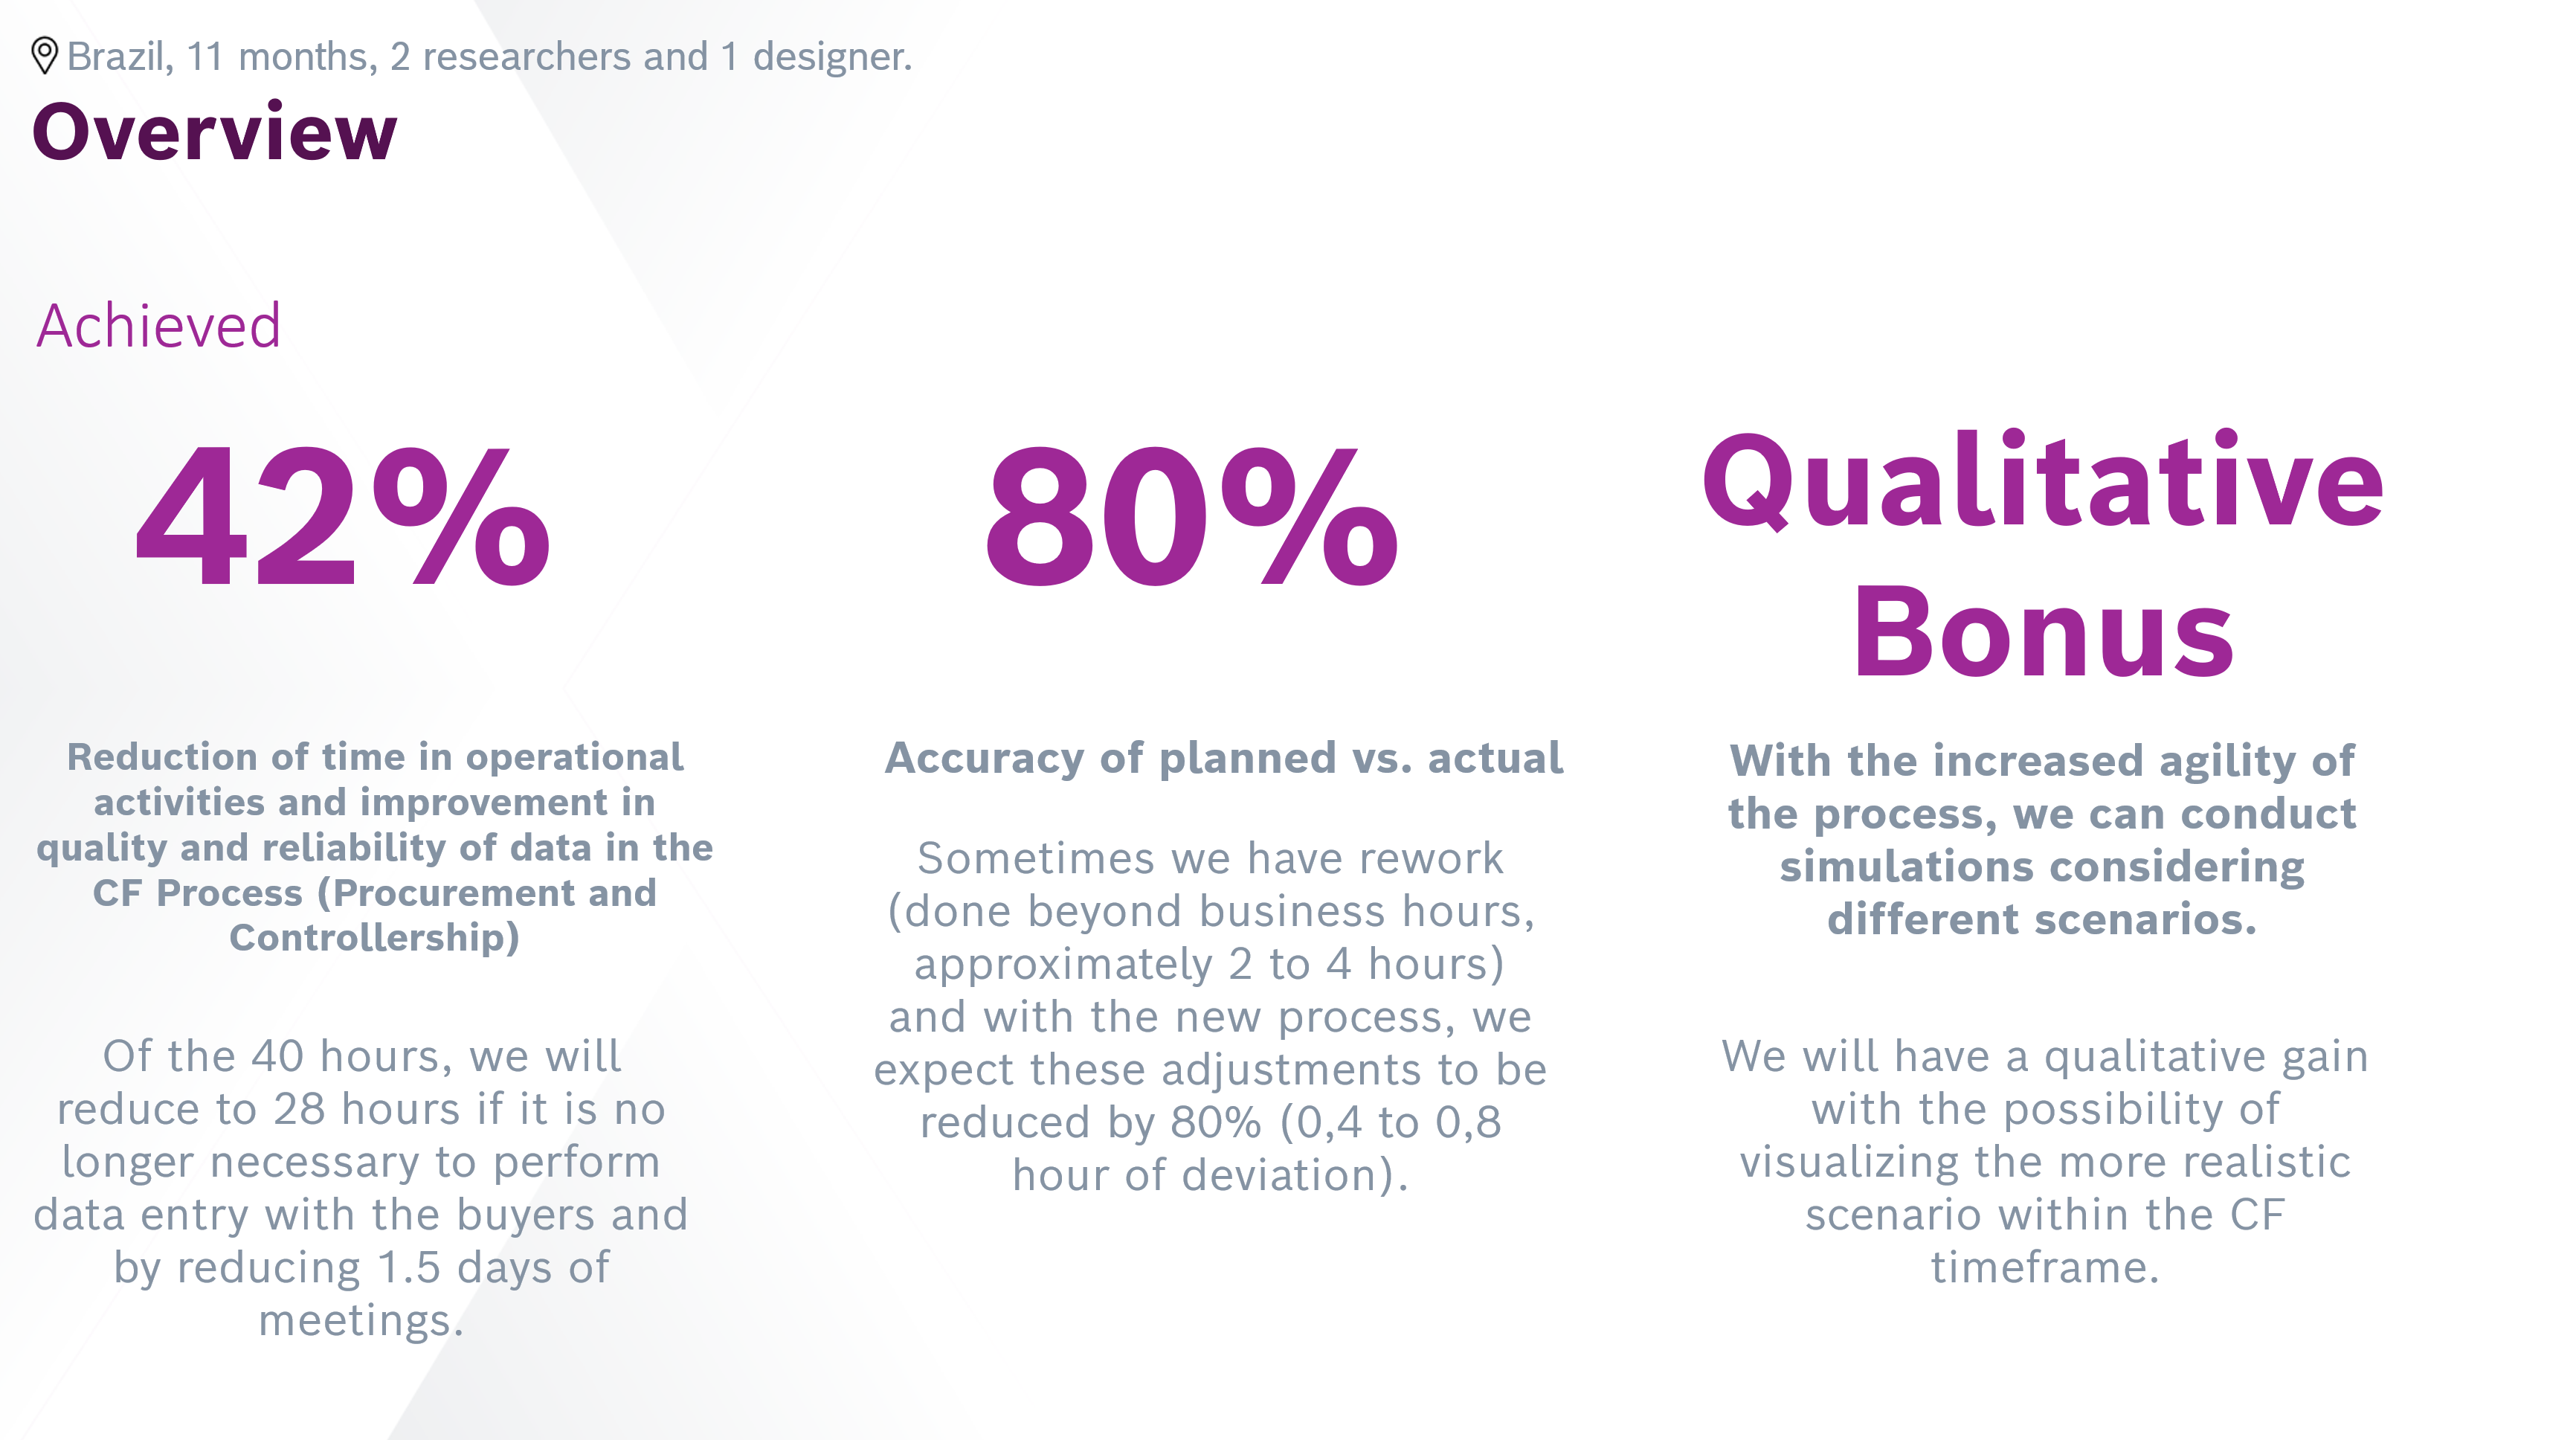 Brazil, 11 months, 2 researchers and 1 designer.
Overview
Achieved
42%
Reduction of time in operational
activities and improvement in
quality and reliability of data in the
CF Process (Procurement and
Controllership)
Of the 40 hours, we will
reduce to 28 hours if it is no
longer necessary to perform
data entry with the buyers and
by reducing 1.5 days of
meetings.
80%
Accuracy of planned vs. actual
Sometimes we have rework
(done beyond business hours,
approximately 2 to 4 hours)
and with the new process, we
expect these adjustments to be
reduced by 80% (0,4 to 0,8
hour of deviation).
Qualitative
Bonus
With the increased agility of
the process, we can conduct
simulations considering
different scenarios.
We will have a qualitative gain
with the possibility of
visualizing the more realistic
scenario within the CF
timeframe.